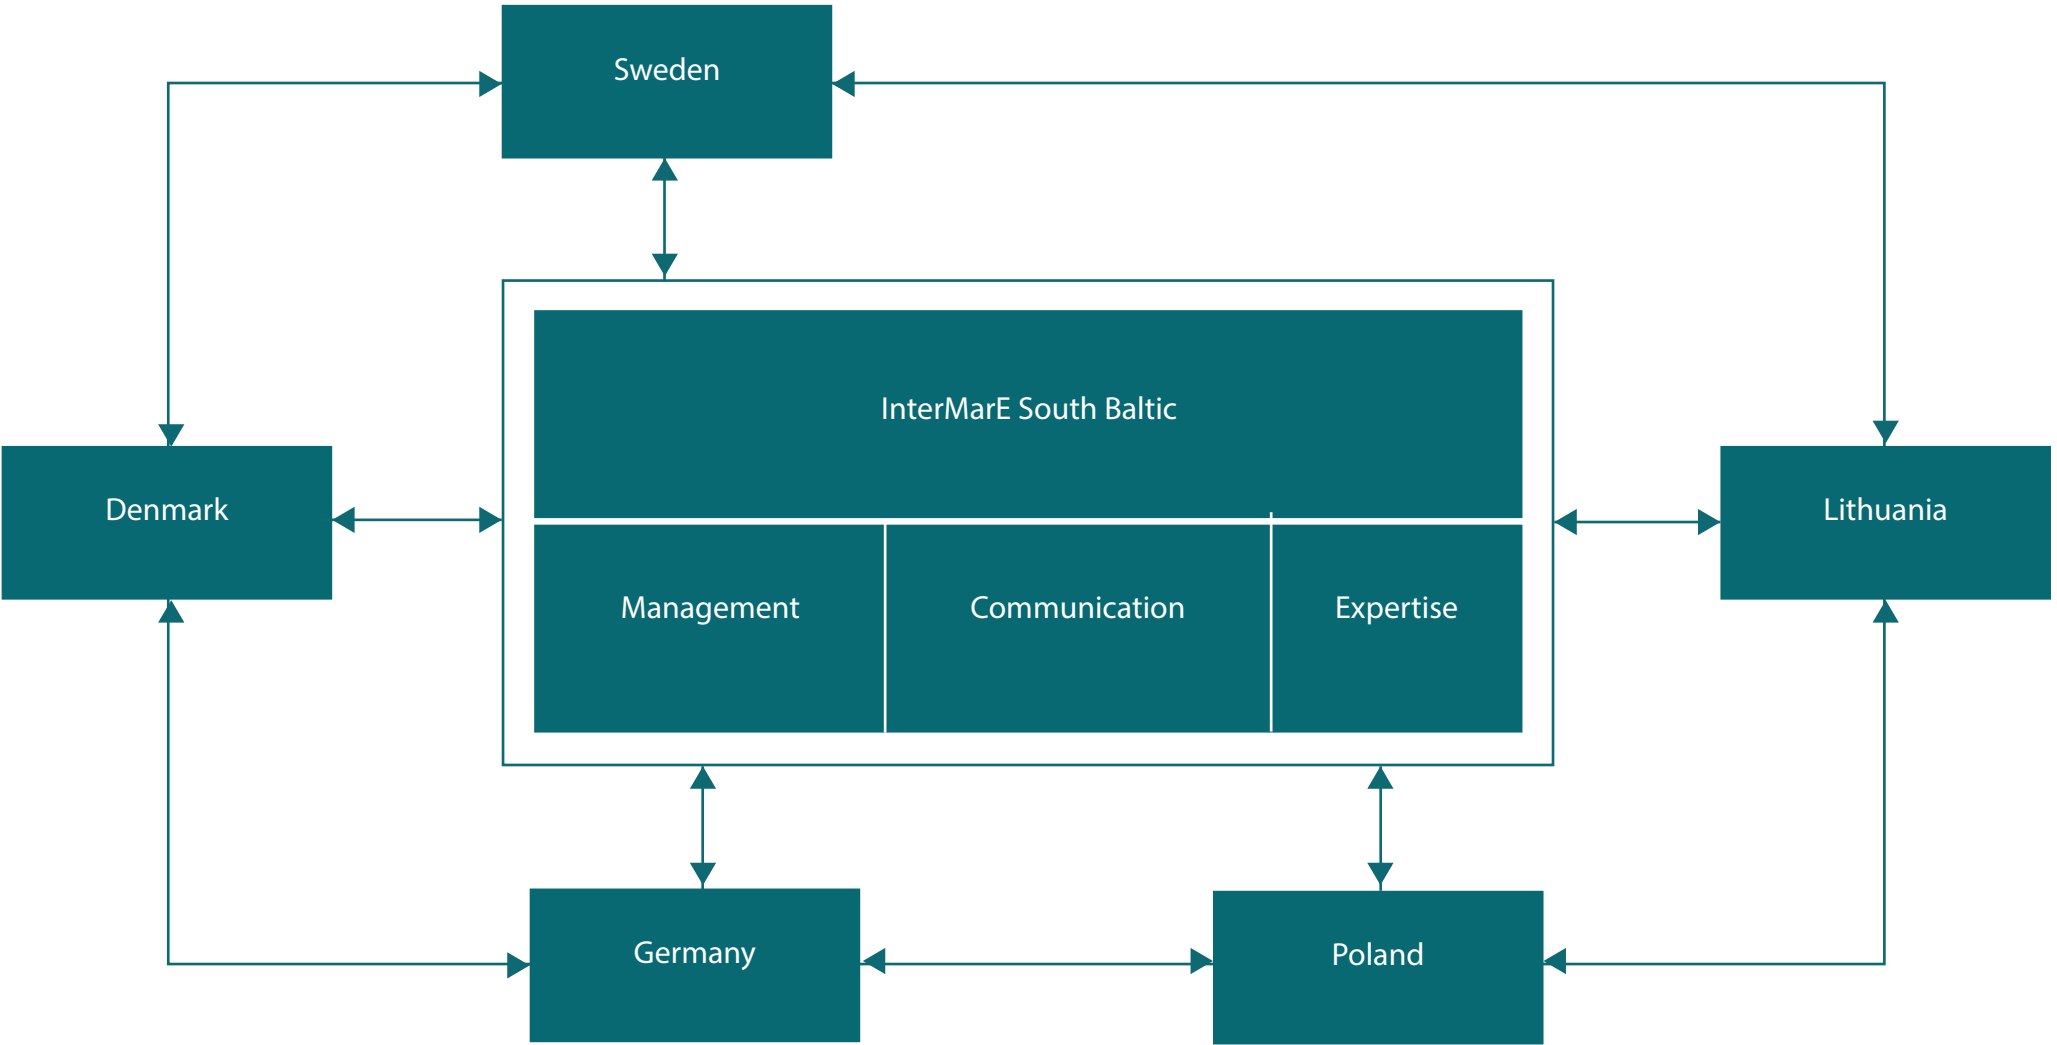 Sweden
InterMarE South Baltic
Denmark
Lithuania
Management
Communication
Expertise
Germany
Poland